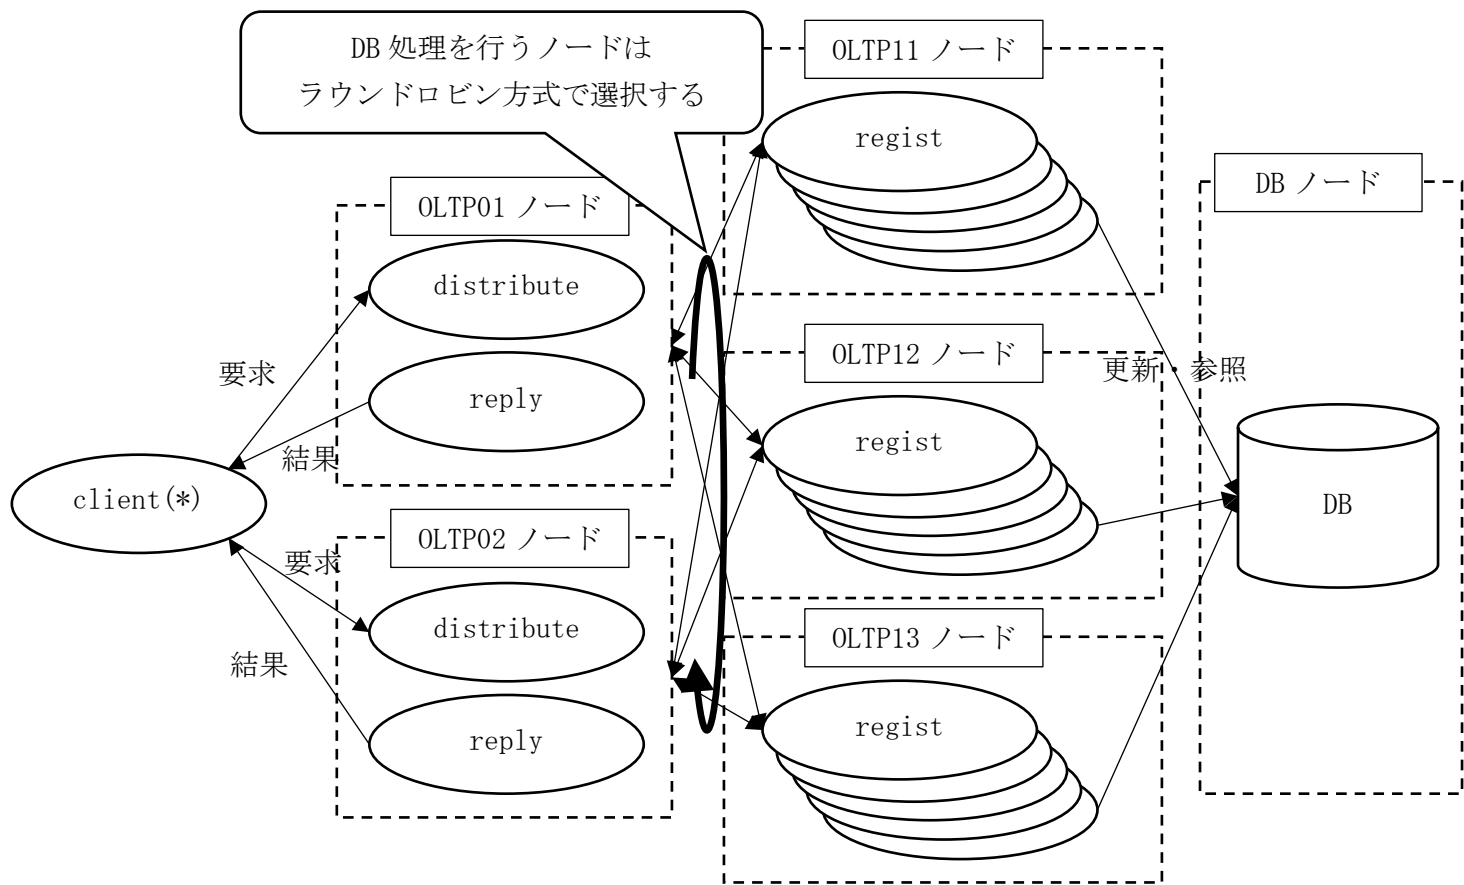 DB 処理を行うノードは
ラウンドロビン方式で選択する
OLTP11 ノード
regist
DB ノード
OLTP01 ノード
distribute
要求
reply
結果
OLTP12 ノード
更新・参照
regist
client(*)
DB
OLTP02 ノード
要求
distribute
結果
reply
OLTP13 ノード
regist